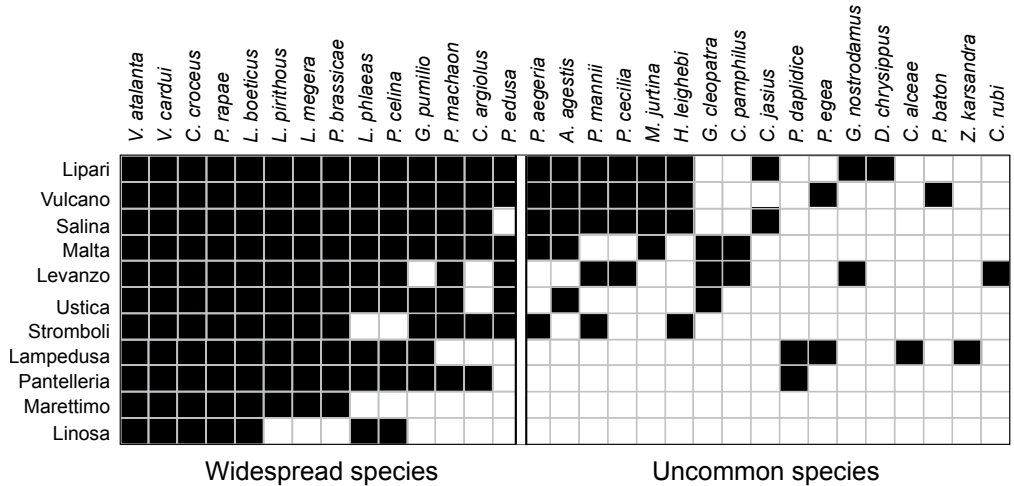 V. atalanta
V. cardui
C. croceus
P. rapae
L. boeticus
L. pirithous
L. megera
P. brassicae
L. phlaeas
P. celina
G. pumilio
P. machaon
C. argiolus
P. edusa
P. aegeria
A. agestis
P. mannii
P. cecilia
M. jurtina
H. leighebi
G. cleopatra
C. pamphilus
C. jasius
P. daplidice
P. egea
G. nostrodamus
D. chrysippus
C. alceae
P. baton
Z. karsandra
C. rubi
Lipari
Vulcano
Salina
Malta
Levanzo
Ustica
Stromboli
Lampedusa
Pantelleria
Marettimo
Linosa
Widespread species
Uncommon species